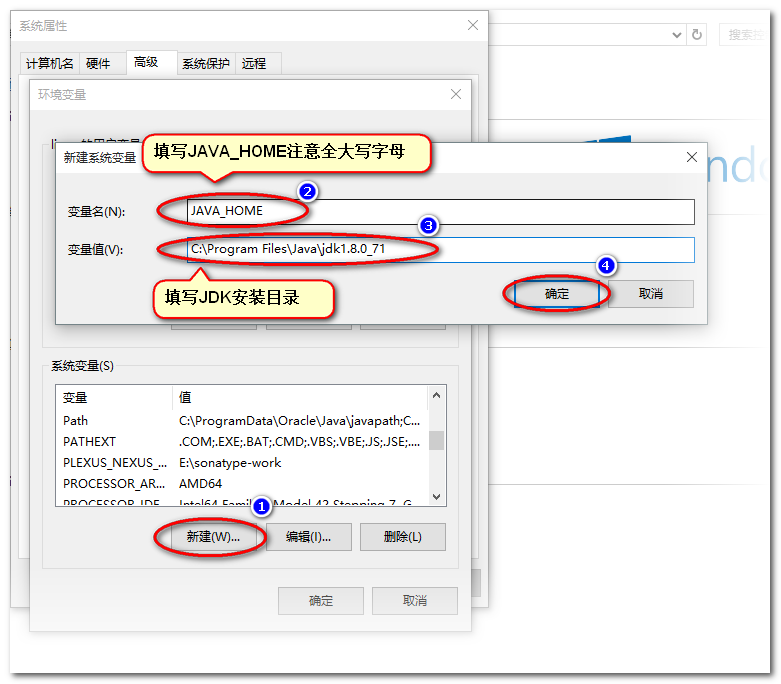 系统属性
搜索控
计算机名
硬件
高级
系统保护
远程
环境变量
的用户变量
填写JAVA_HOME注意全大写字母
新建系统变量
2
变量名(N):
JAVA_HOME
3
变量值(V):
C:\Program Files\Java\jdk1.8.0_71
4
填写JDK安装目录
确定
取消
系统变量(S)
变量
值
Path
C:\ProgramData\Oracle\Java\javapath;C...
PATHEXT
.COM;.EXE;.BAT;.CMD;.VBS;.VBE;.JS;.JSE;....
PLEXUS_NEXUS_...
E:\sonatype-work
PROCESSOR_AR...
AMD64
PROCESSOR_IDE
Intel64 Family Model 42 Stepping 7, G
1
新建(W)...
编辑(I)...
删除(L)
确定
取消